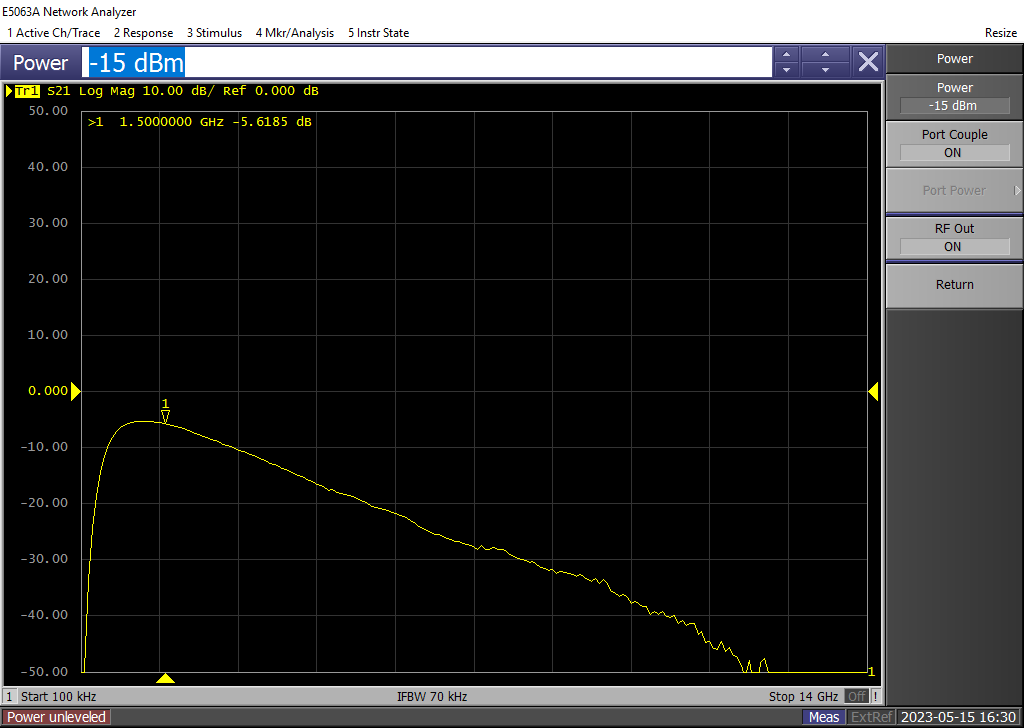 E5063A Network Analyzer
1 Active Ch/Trace 2 Response 3 Stimulus 4 Mkr/Analysis 5 Instr State Resize
Power -15 dBm
Power
Tr1 S21 Log Mag 10.00 dB/ Ref 0.000 dB
Power
-15 dBm
50.00
>1 1.5000000 GHz -5.6185 dB
Port Couple
ON
40.00
Port Power
30.00
RF Out
ON
20.00
Return
10.00
0.000
1
-10.00
-20.00
-30.00
-40.00
-50.00
1
1 Start 100 kHz IFBW 70 kHz Stop 14 GHz Off !
Power unleveled Meas ExtRef 2023-05-15 16:30